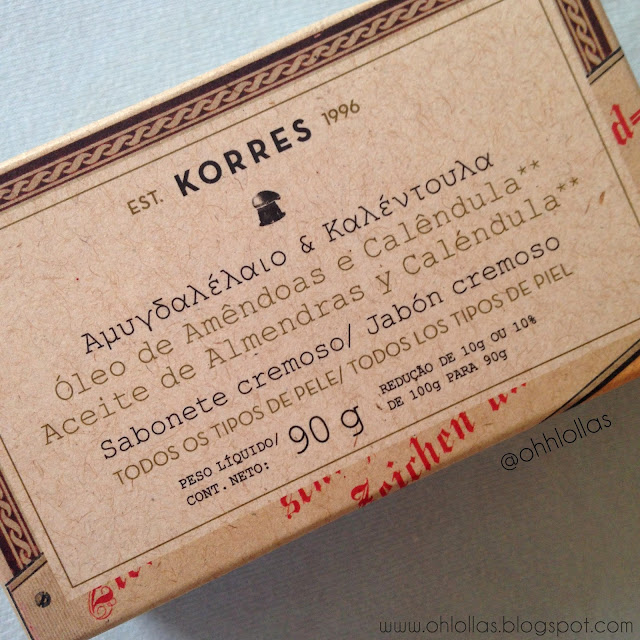 EST. KORRES 1996
Αμυγδαλέλαιο & Καλέντουλα
Óleo de Amêndoas e Calêndula**
Aceite de Almendras y Caléndula**
Sabonete cremoso/ Jabón cremoso
TODOS OS TIPOS DE PELE/ TODOS LOS TIPOS DE PIEL
PESO LÍQUIDO/
CONT. NETO:
90 g
REDUÇÃO DE 10g OU 10%
DE 100g PARA 90g
Zeichen
@ohhlollas
www.ohlollas.blogspot.com